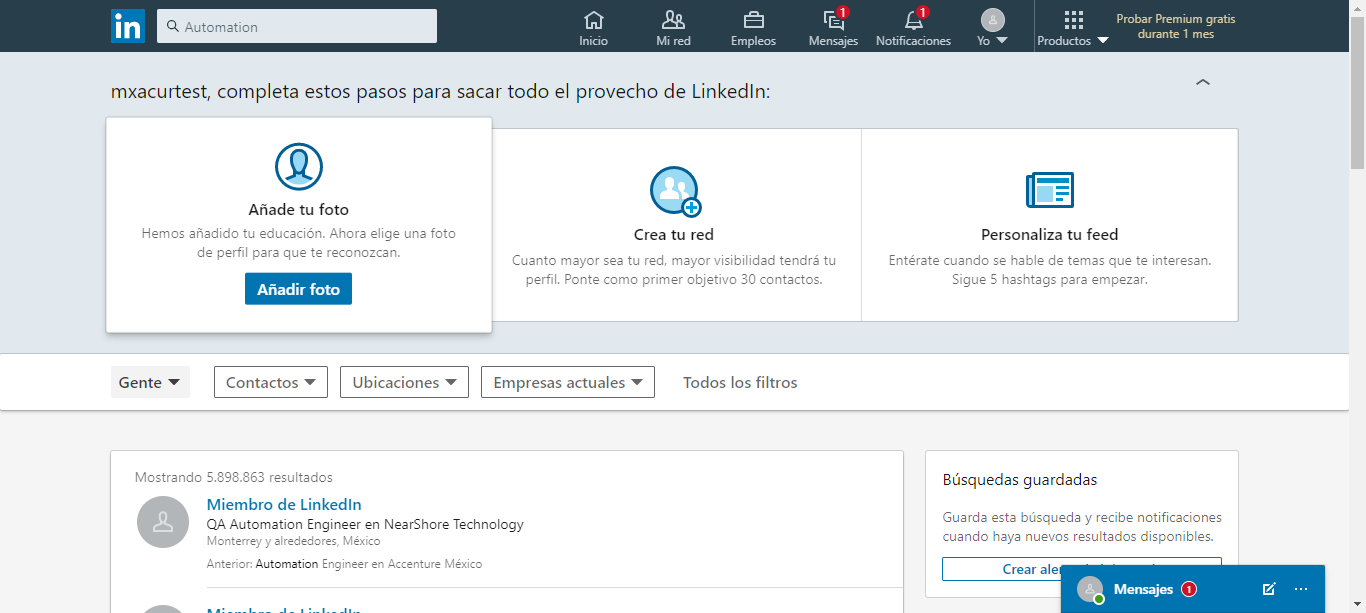 in
Automation
Inicio
Mi red
Empleos
1
Mensajes
1
Notificaciones
Yo
Productos
Probar Premium gratis
durante 1 mes
mxacurtest, completa estos pasos para sacar todo el provecho de LinkedIn:
Añade tu foto
Hemos añadido tu educación. Ahora elige una foto
de perfil para que te reconozcan.
Añadir foto
Crea tu red
Cuanto mayor sea tu red, mayor visibilidad tendrá tu
perfil. Ponte como primer objetivo 30 contactos.
Personaliza tu feed
Entérate cuando se hable de temas que te interesan.
Sigue 5 hashtags para empezar.
Gente
Contactos
Ubicaciones
Empresas actuales
Todos los filtros
Mostrando 5.898.863 resultados
Miembro de LinkedIn
QA Automation Engineer en NearShore Technology
Monterrey y alrededores, México
Anterior: Automation Engineer en Accenture México
Miembro de LinkedIn
Búsquedas guardadas
Guarda esta búsqueda y recibe notificaciones
cuando haya nuevos resultados disponibles.
Crear
Mensajes 1